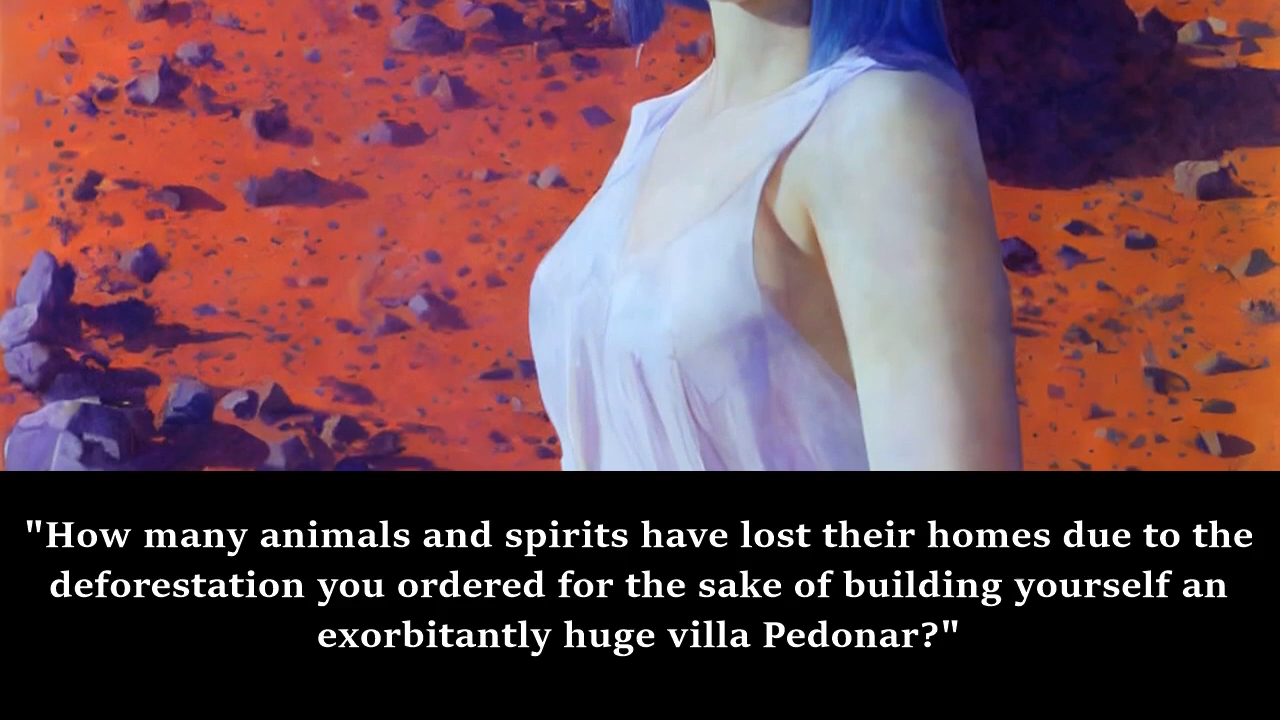 "How many animals and spirits have lost their homes due to the
deforestation you ordered for the sake of building yourself an
exorbitantly huge villa Pedonar?"